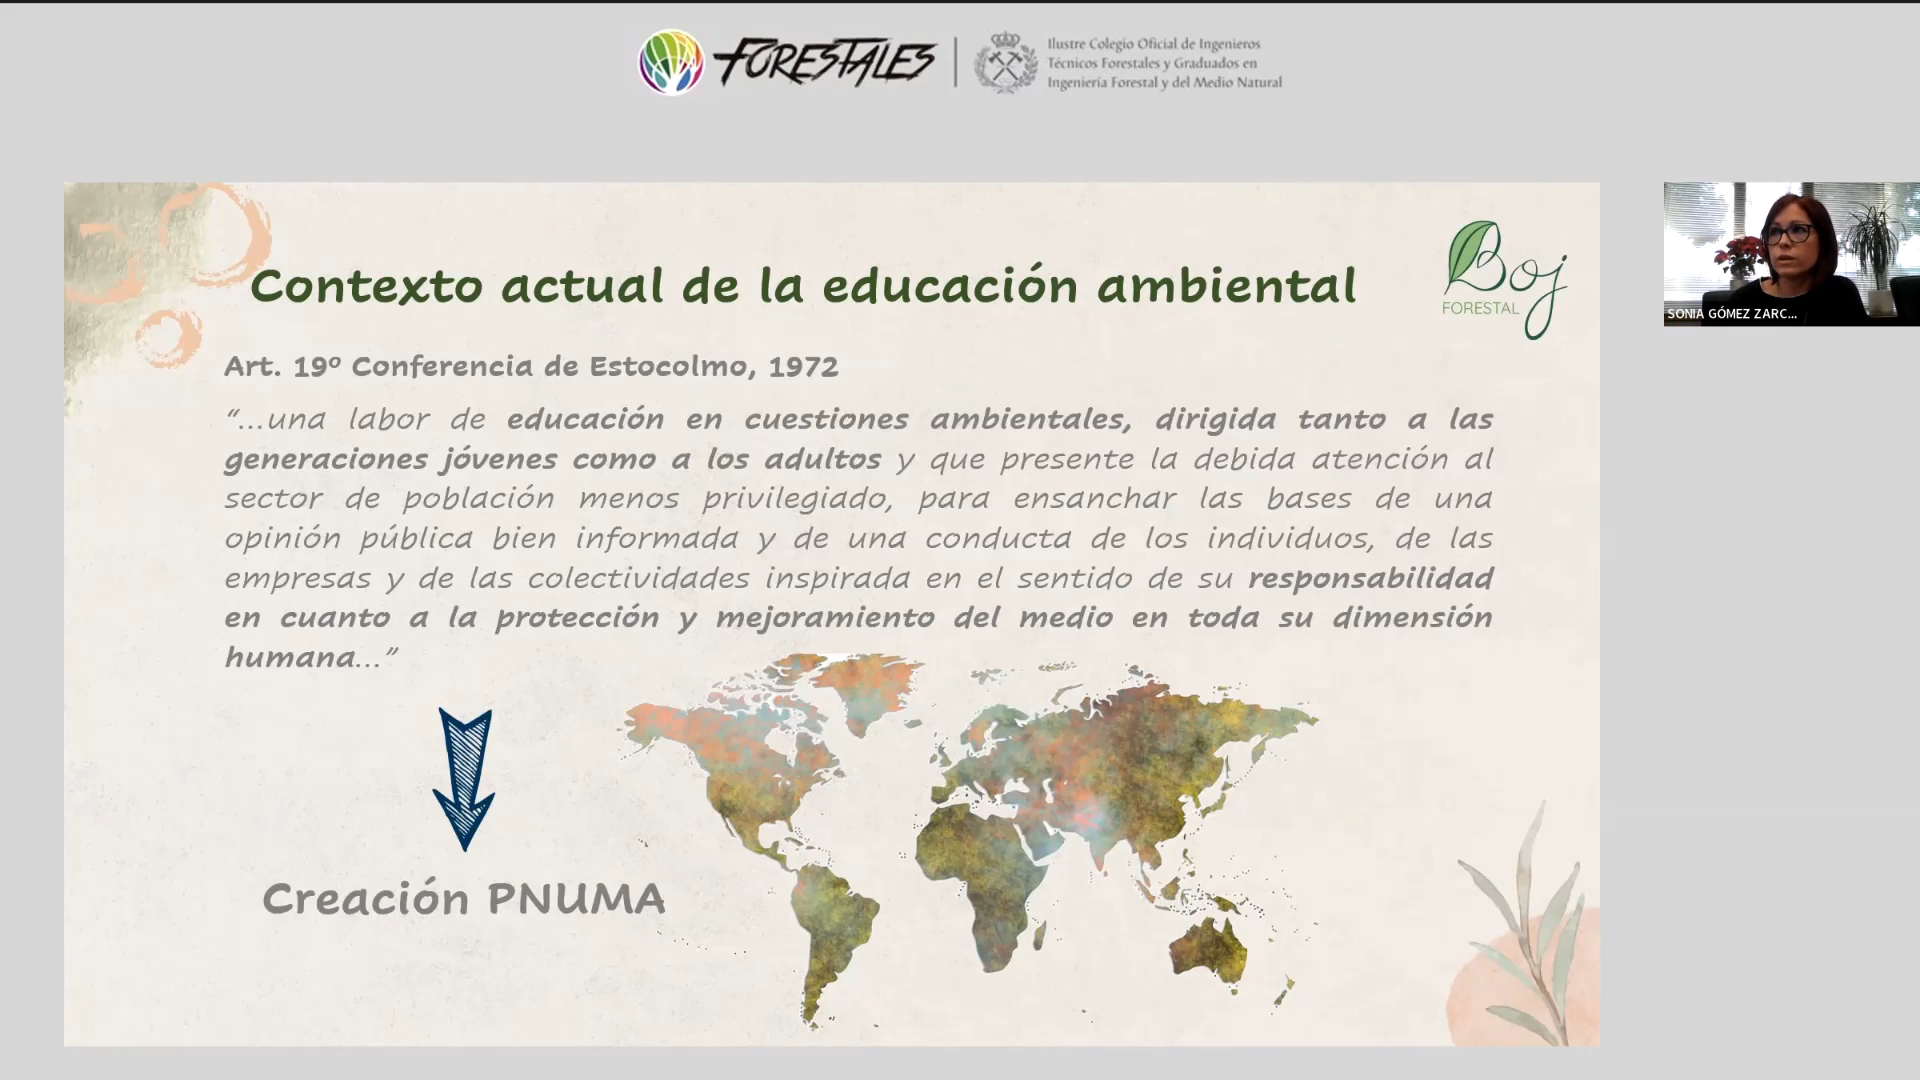 FORESTALES
Ilustre Colegio Oficial de Ingenieros
Técnicos Forestales y Graduados en
Ingeniería Forestal y del Medio Natural
Contexto actual de la educación ambiental
Boj
FORESTAL
SONIA GÓMEZ ZARC...
Art. 19º Conferencia de Estocolmo, 1972
“...una labor de educación en cuestiones ambientales, dirigida tanto a las
generaciones jóvenes como a los adultos y que presente la debida atención al
sector de población menos privilegiado, para ensanchar las bases de una
opinión pública bien informada y de una conducta de los individuos, de las
empresas y de las colectividades inspirada en el sentido de su responsabilidad
en cuanto a la protección y mejoramiento del medio en toda su dimensión
humana...”
Creación PNUMA